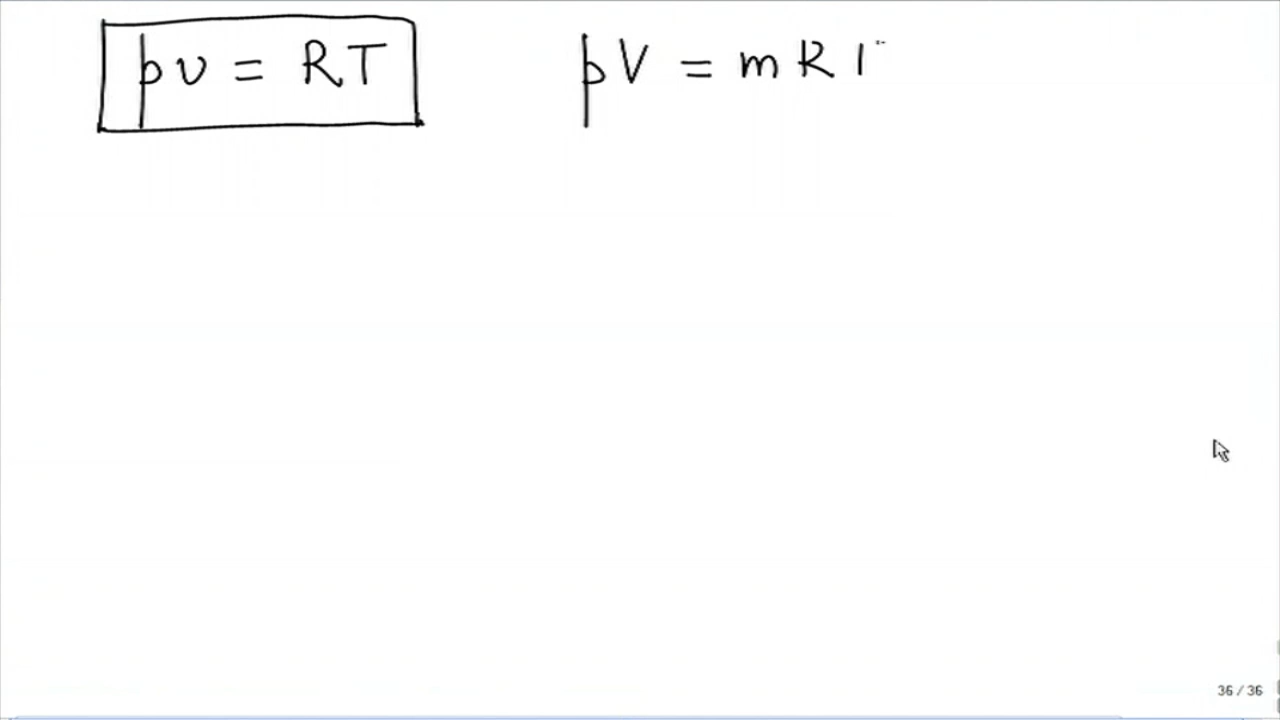 pv = RT
pV = mRT
36 / 36